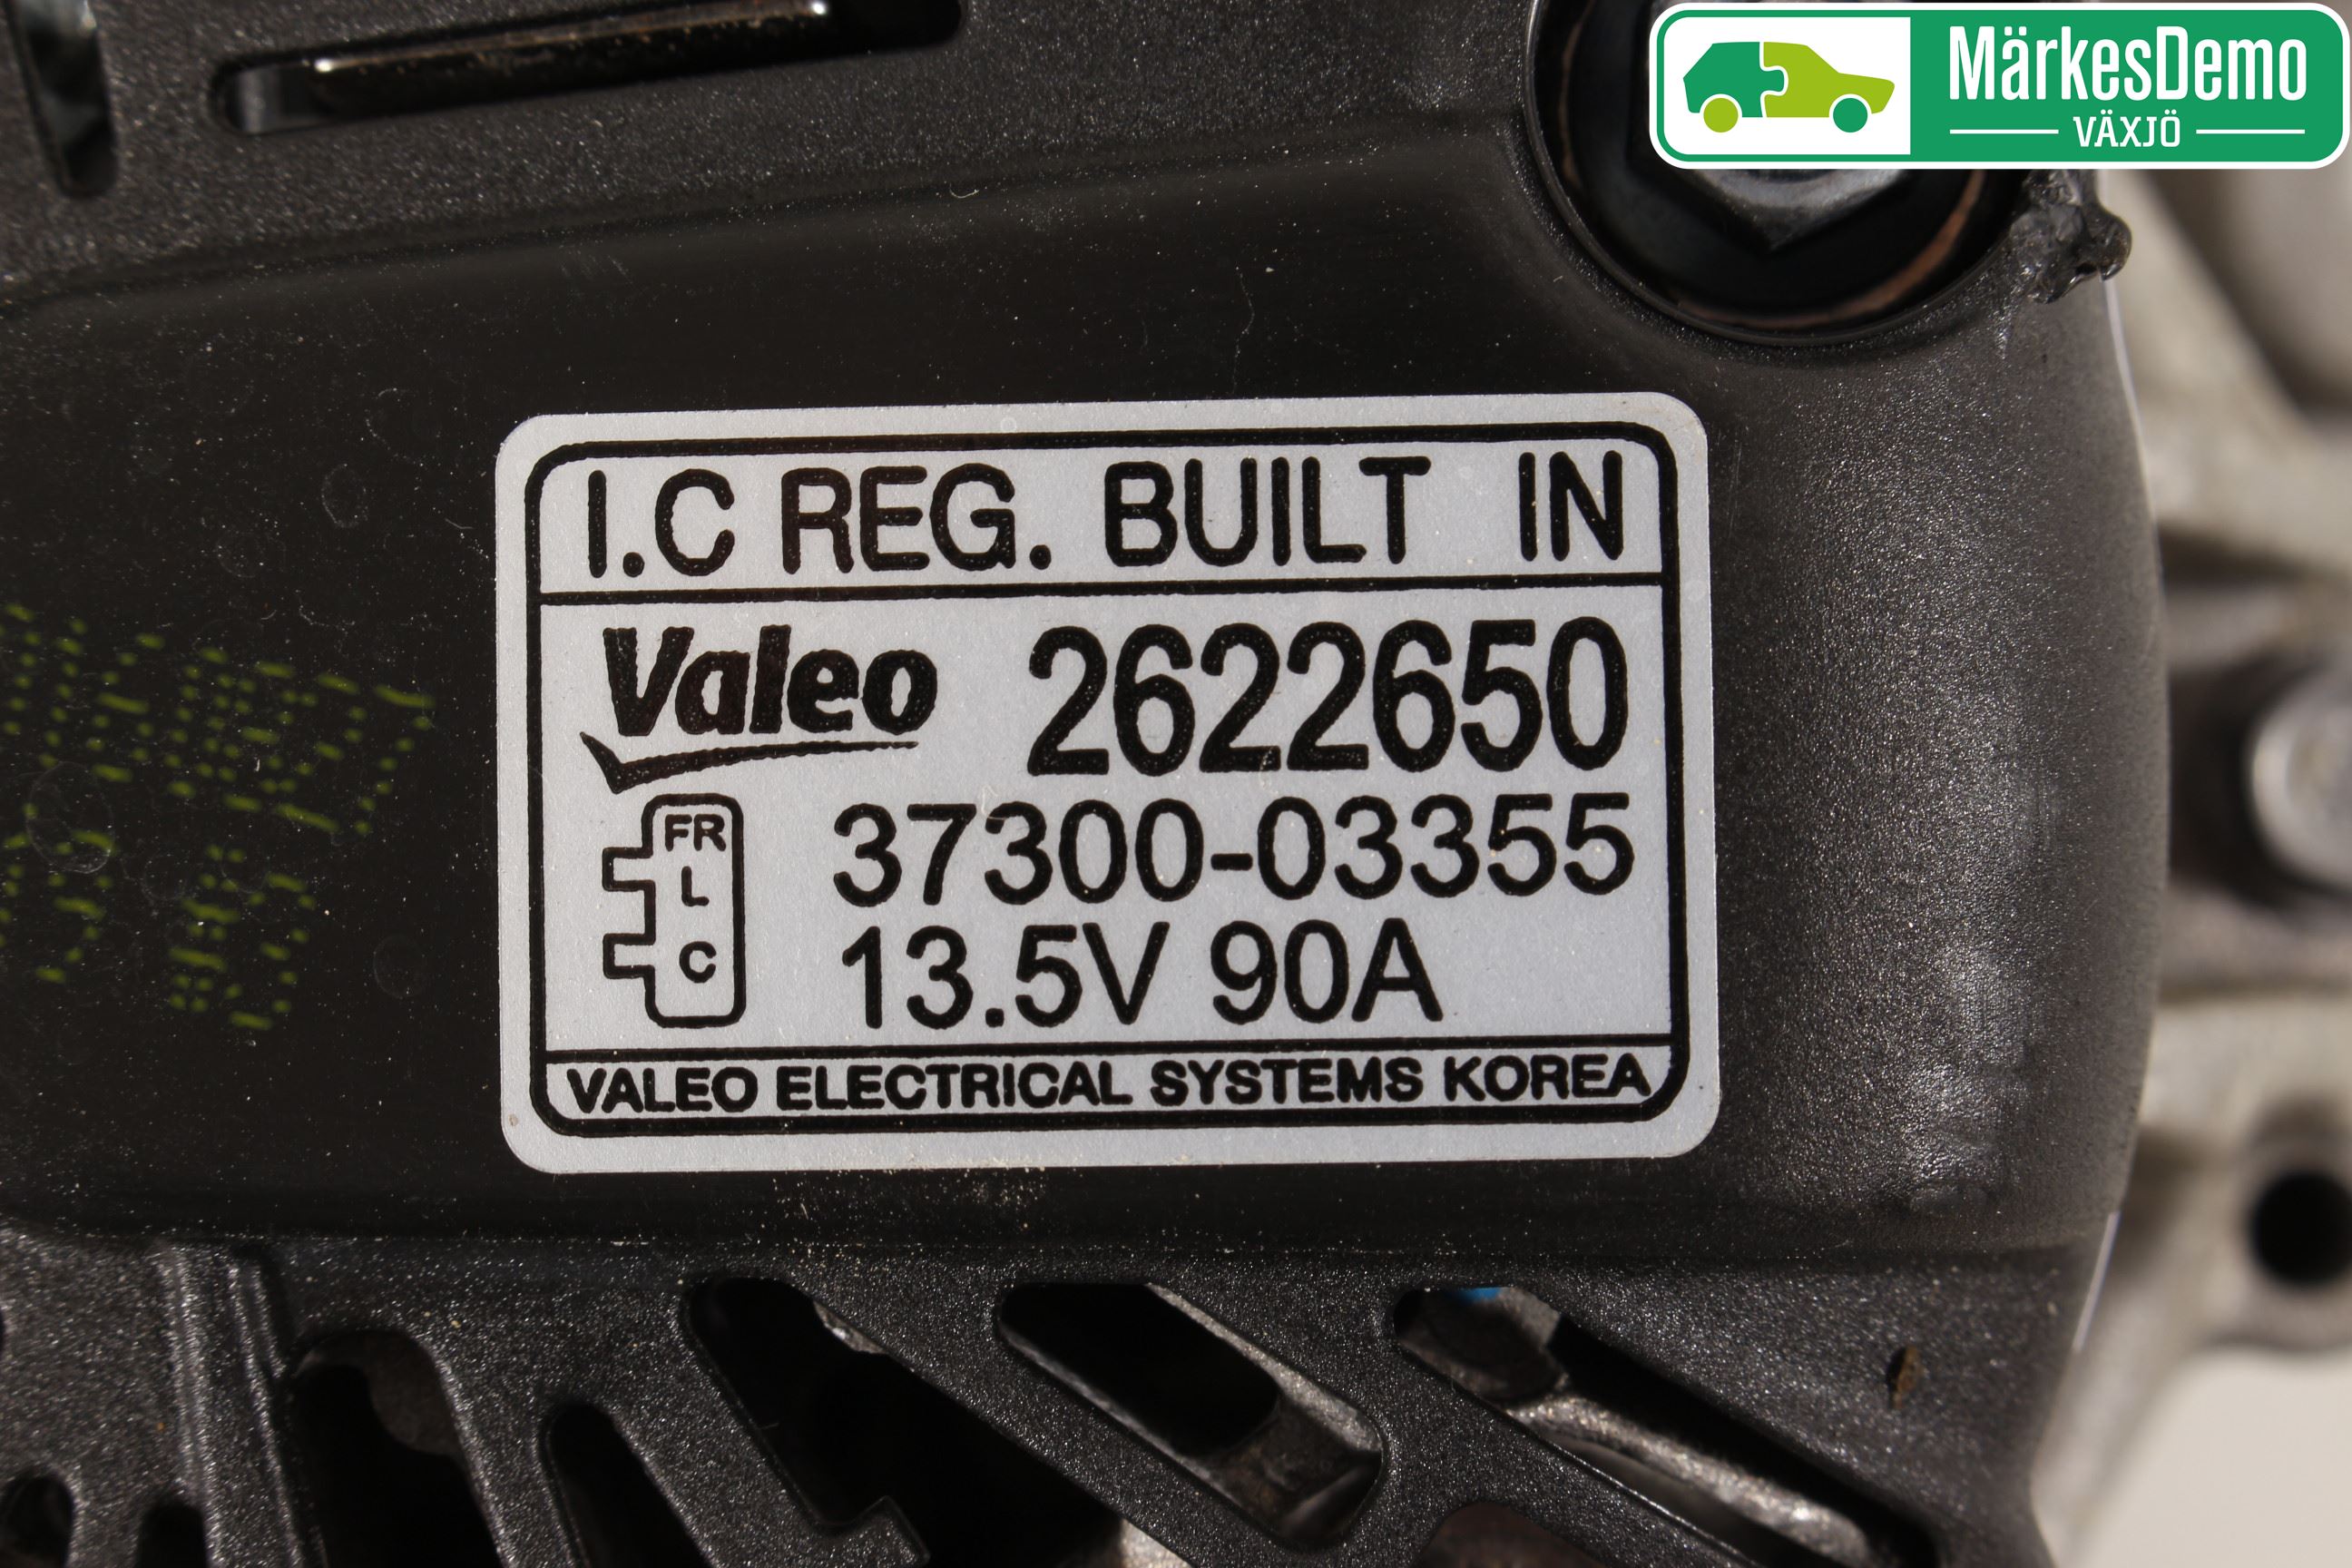 MärkesDemo
VÄXJÖ
I.C REG. BUILT IN
Valeo 2622650
FR
L
C
37300-03355
13.5V 90A
VALEO ELECTRICAL SYSTEMS KOREA